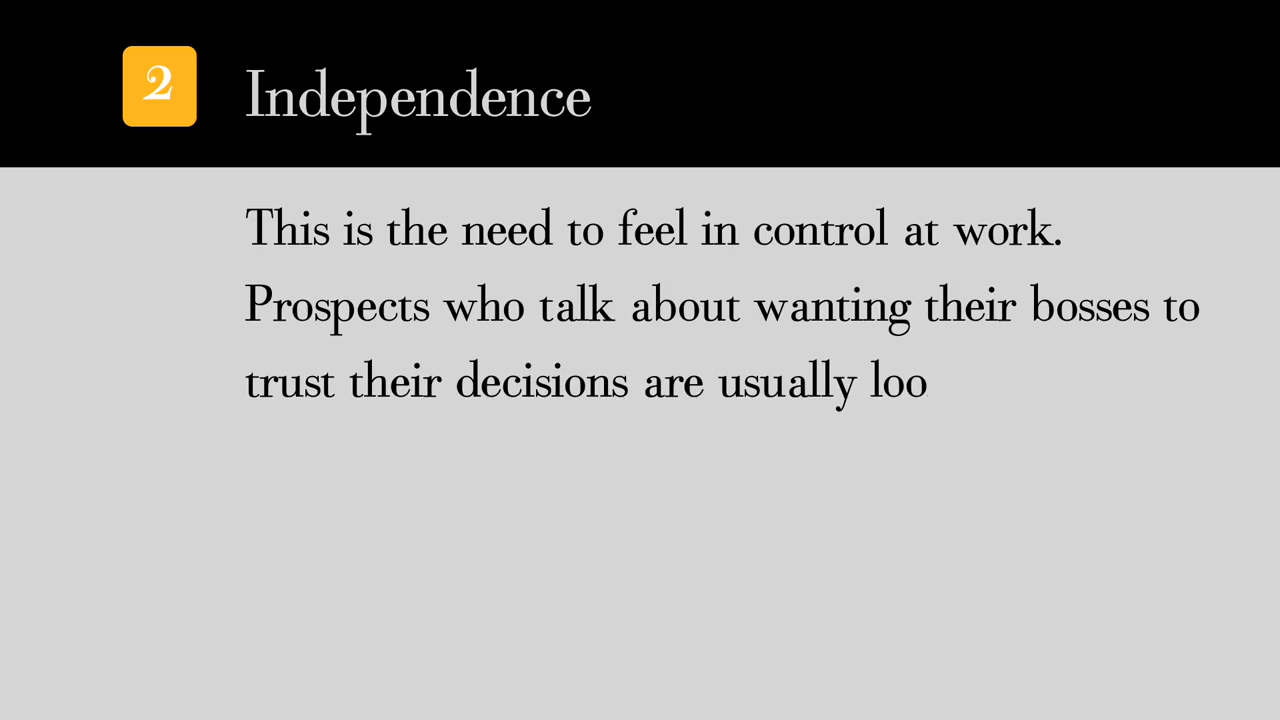 2
Independence
This is the need to feel in control at work.
Prospects who talk about wanting their bosses to
trust their decisions are usually loo